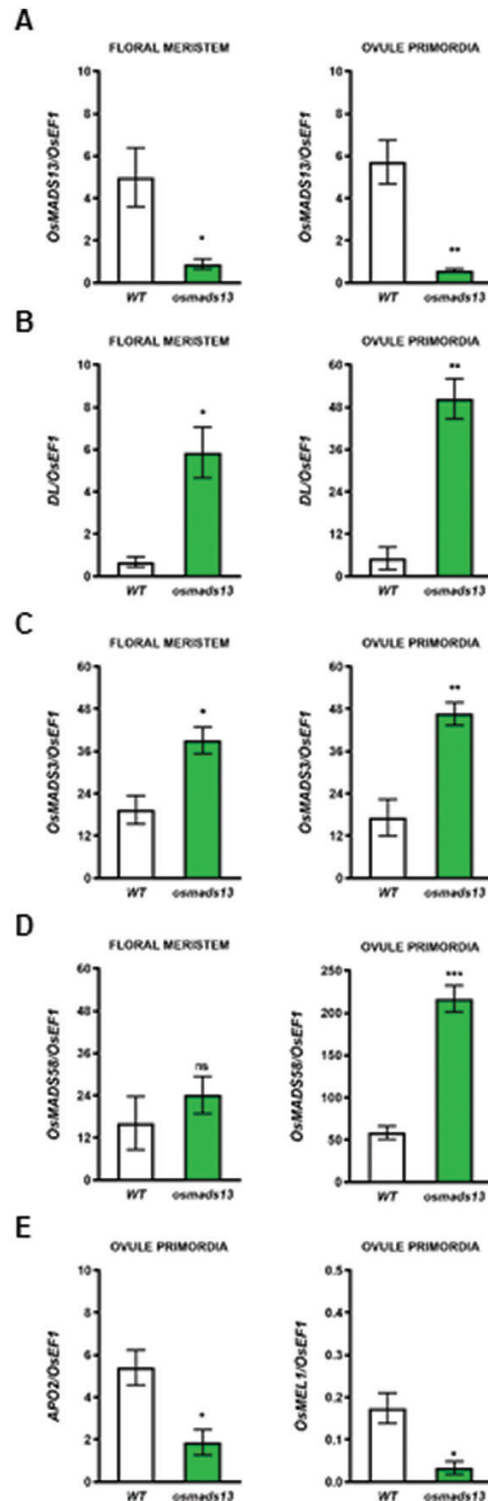 A
FLORAL MERISTEM
OVULE PRIMORDIA
OsMADS13/OsEF1
10
8
6
4
2
0
*
WT osmads13
OsMADS13/OsEF1
10
8
6
4
2
0
**
WT osmads13
B
FLORAL MERISTEM
OVULE PRIMORDIA
DL/OsEF1
10
8
6
4
2
0
*
WT osmads13
DL/OsEF1
60
48
36
24
12
0
**
WT osmads13
C
FLORAL MERISTEM
OVULE PRIMORDIA
OsMADS3/OsEF1
60
48
36
24
12
0
*
WT osmads13
OsMADS3/OsEF1
60
48
36
24
12
0
**
WT osmads13
D
FLORAL MERISTEM
OVULE PRIMORDIA
OsMADS58/OsEF1
60
48
36
24
12
0
ns
WT osmads13
OsMADS58/OsEF1
250
200
150
100
50
0
***
WT osmads13
E
OVULE PRIMORDIA
OVULE PRIMORDIA
APO2/OsEF1
10
8
6
4
2
0
*
WT osmads13
OsMEL1/OsEF1
0.5
0.4
0.3
0.2
0.1
0.0
*
WT osmads13